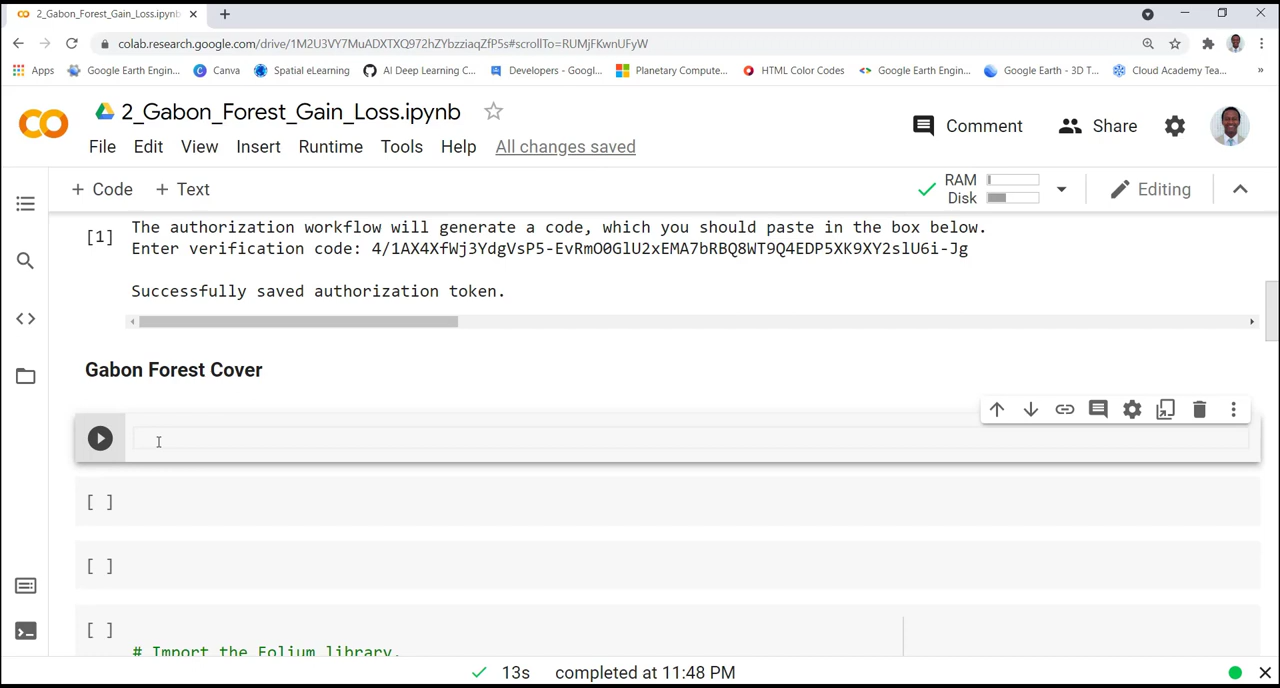 2_Gabon_Forest_Gain_Loss.ipynb
colab.research.google.com/drive/1M2U3VY7MuADXTXQ972hZYbzziaqZfP5s#scrollTo=RUMjFKwnUFyW
Apps Google Earth Engin... Canva Spatial eLearning AI Deep Learning C... Developers - Googl... Planetary Compute... HTML Color Codes Google Earth Engin... Google Earth - 3D T... Cloud Academy Tea... »
2_Gabon_Forest_Gain_Loss.ipynb
Comment Share
File Edit View Insert Runtime Tools Help All changes saved
+ Code + Text
RAM
Disk
Editing
The authorization workflow will generate a code, which you should paste in the box below.
[1]
Enter verification code: 4/1AX4XfWj3YdgVsP5-EvRmO0GlU2xEMA7bRBQ8WT9Q4EDP5XK9XY2slU6i-Jg
Successfully saved authorization token.
Gabon Forest Cover
[ ]
[ ]
[ ]
# Import the Folium library.
13s completed at 11:48 PM